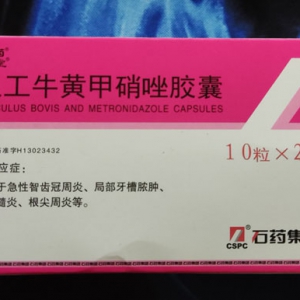 工牛黄甲硝唑胶囊
ULUS BOVIS AND METRONIDAZOLE CAPSULES
准字H13023432
10粒×2
应症：
于急性智齿冠周炎、局部牙槽脓肿、
髓炎、根尖周炎等。
石药集
CSPC